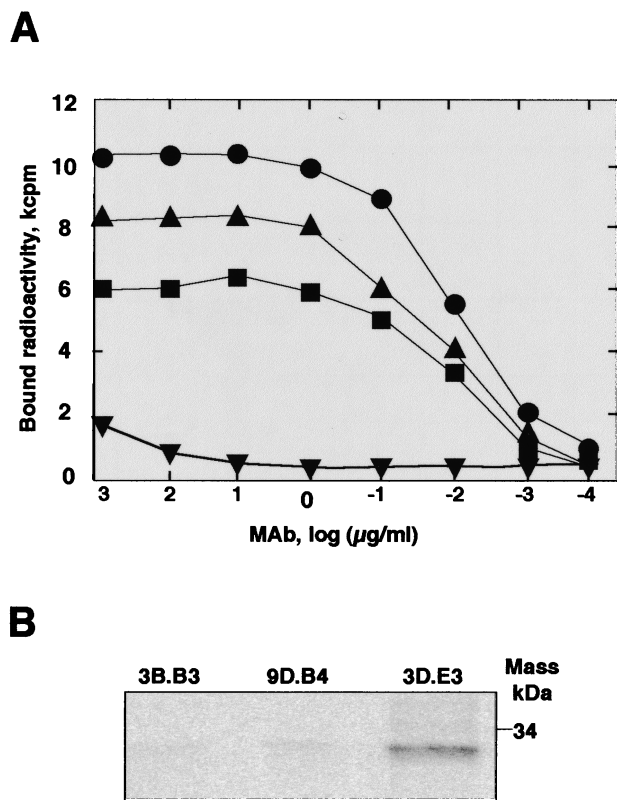 A
12
10
8
6
4
2
0
Bound radioactivity, kcpm
3 2 1 0 -1 -2 -3 -4
MAb, log (µg/ml)
B
3B.B3 9D.B4 3D.E3 Mass
kDa
34